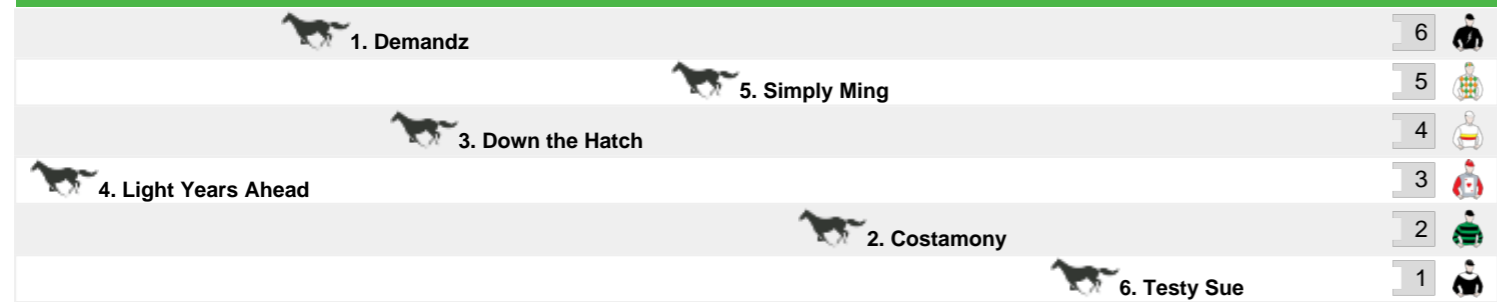 1. Demandz 6
5. Simply Ming 5
3. Down the Hatch 4
4. Light Years Ahead 3
2. Costamony 2
6. Testy Sue 1